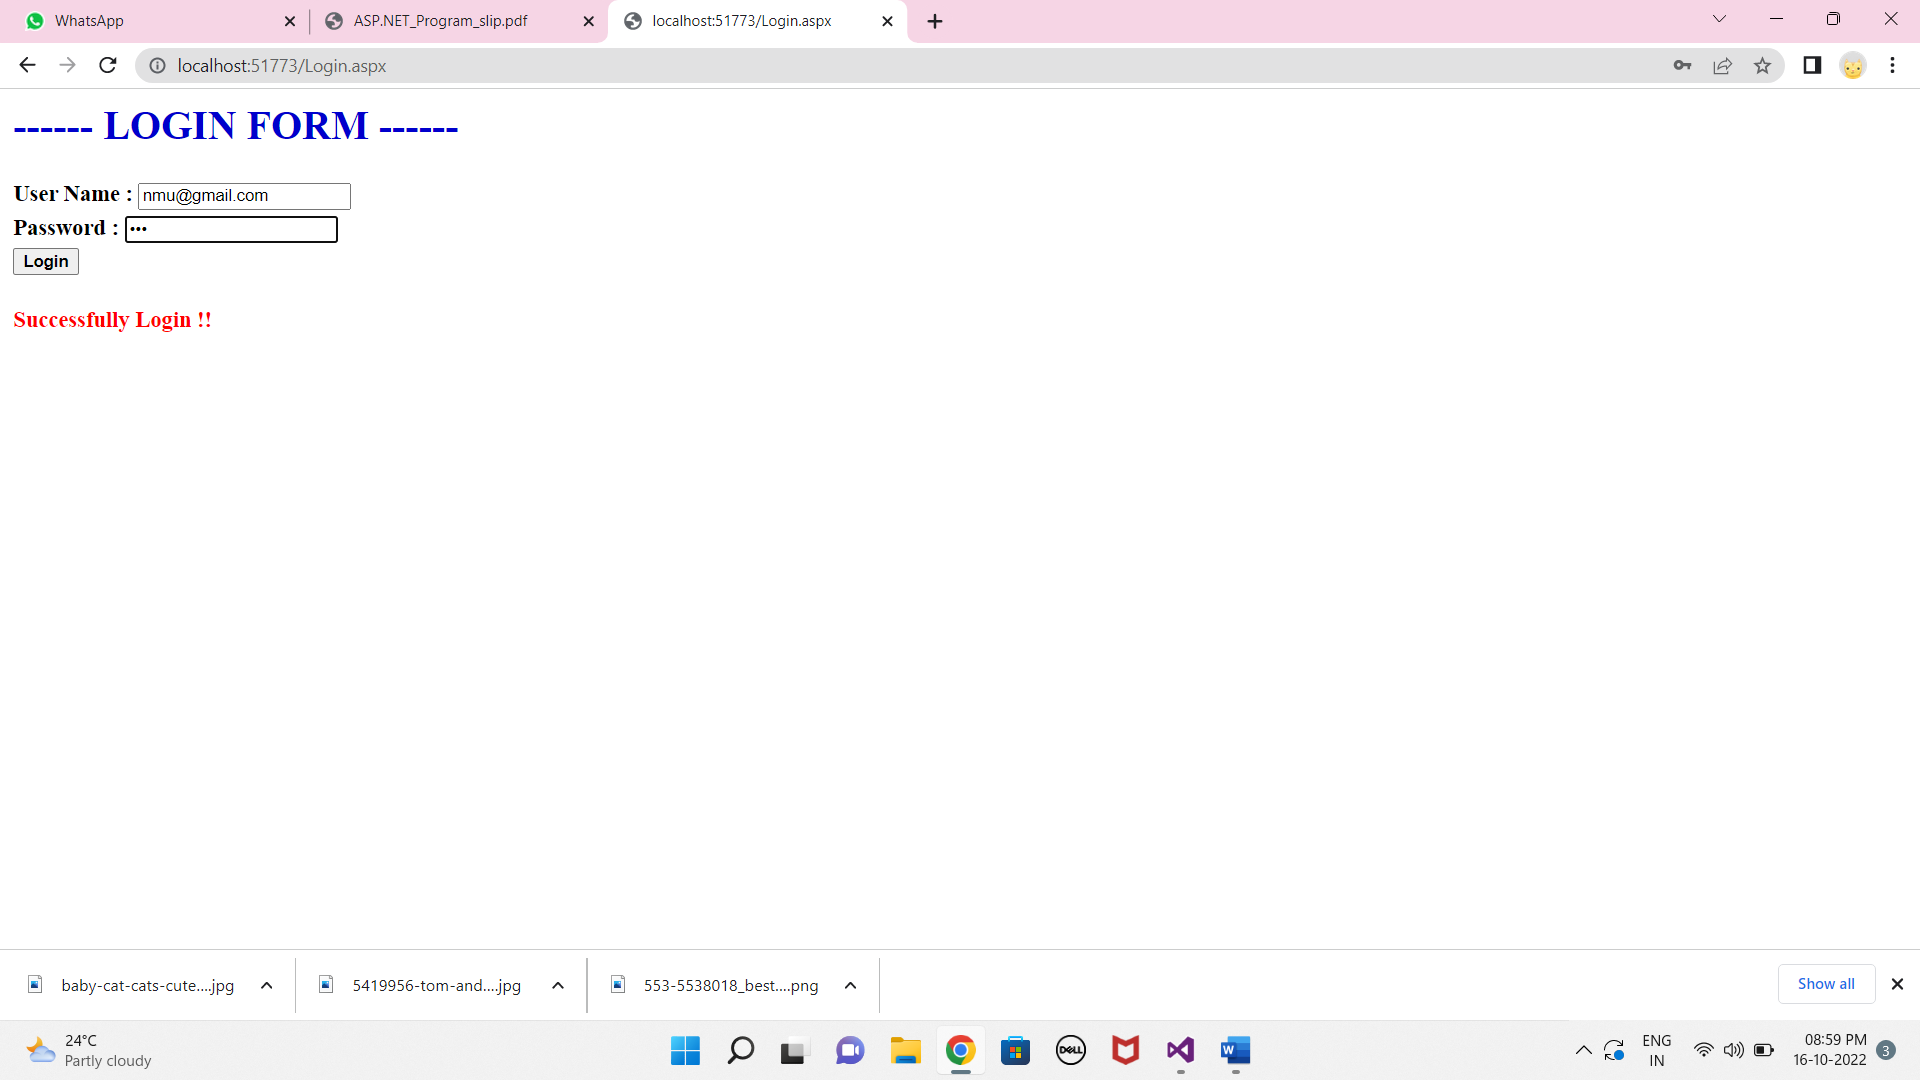 WhatsApp
ASP.NET_Program_slip.pdf
localhost:51773/Login.aspx
localhost:51773/Login.aspx
------ LOGIN FORM ------
User Name : nmu@gmail.com
Password : •••
Login
Successfully Login !!
baby-cat-cats-cute....jpg
5419956-tom-and....jpg
553-5538018_best....png
Show all
24°C
Partly cloudy
DELL
W
ENG
IN
08:59 PM
16-10-2022
3